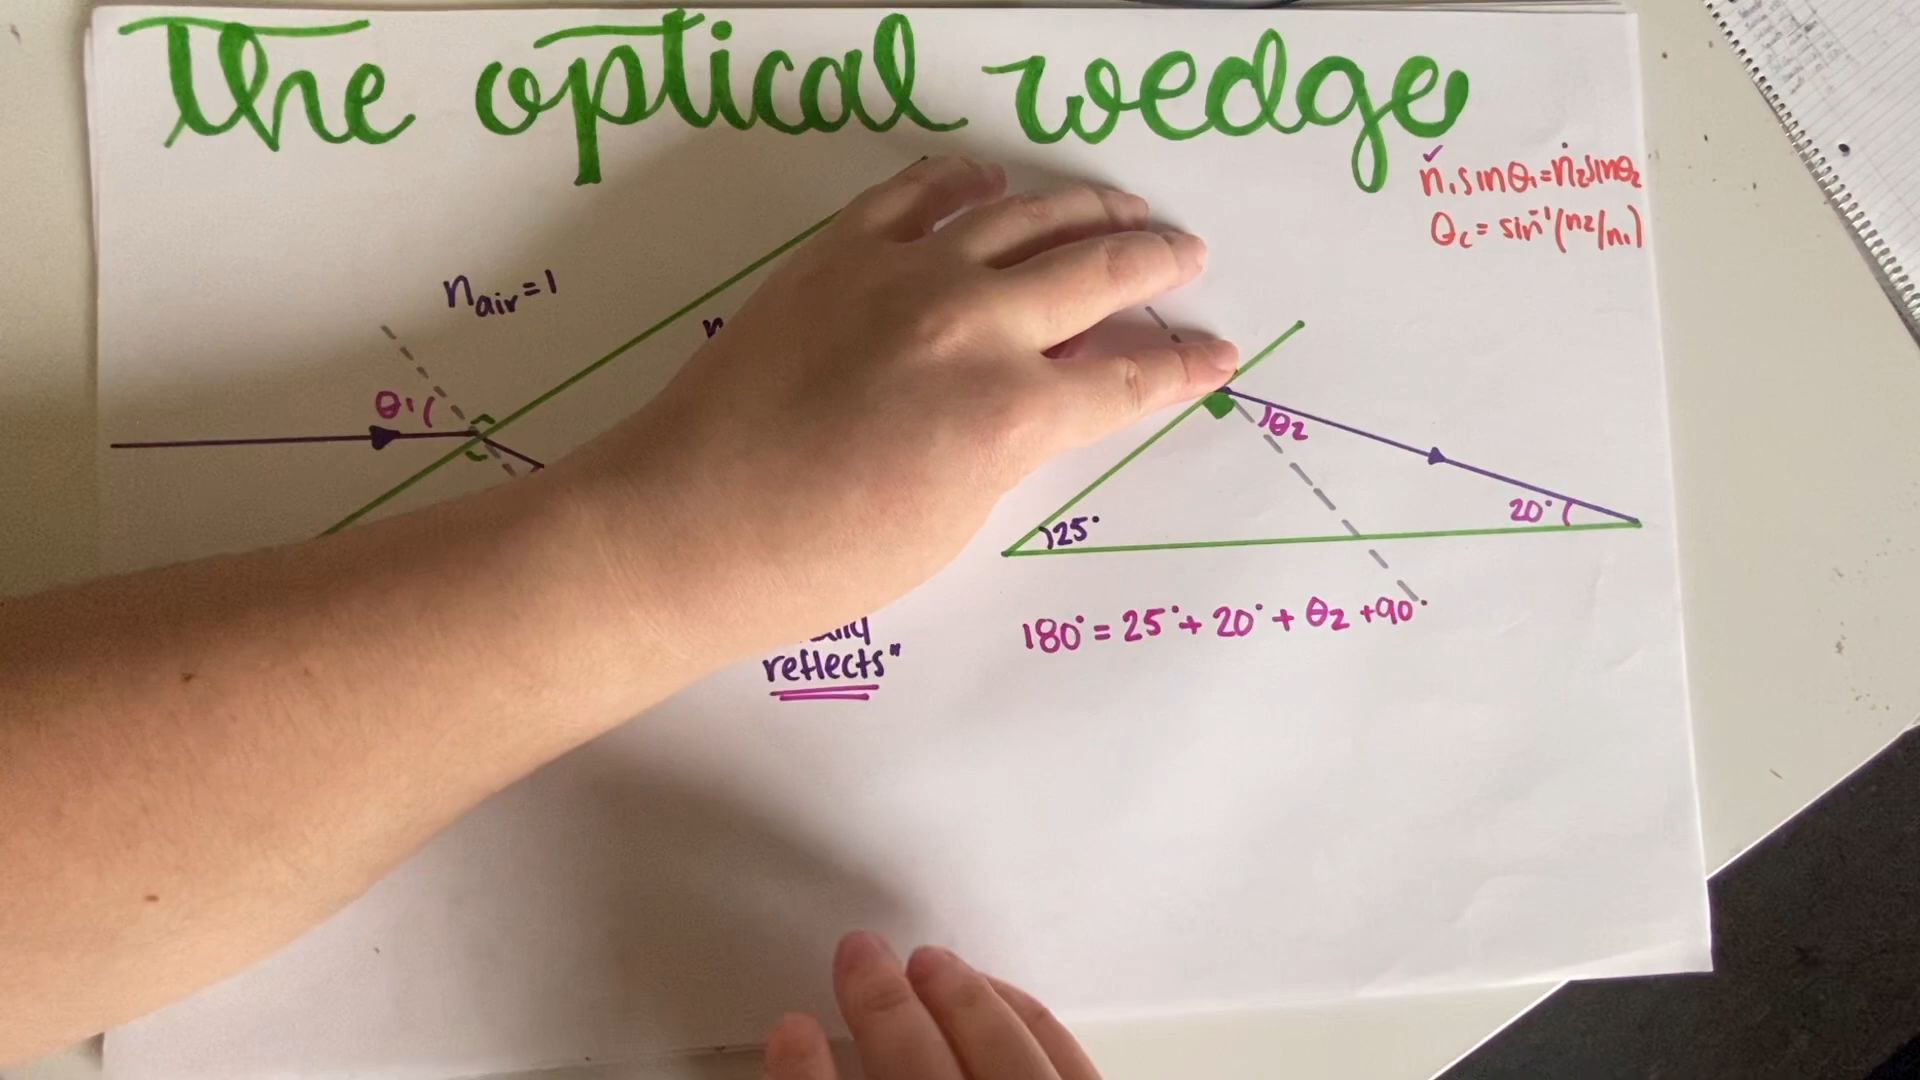 The optical wedge
n₁sinθ₁=n₂sinθ₂
θc = sin⁻¹(n₂/n₁)
nair=1
n
θ₁
θ₂
20°
25°
180°= 25°+ 20° + θ₂ +90°
reflects"